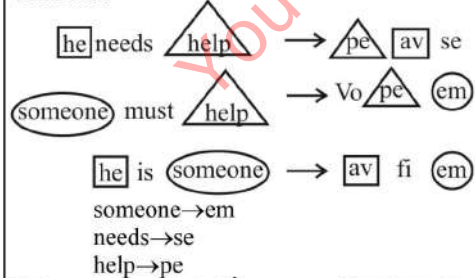 he needs help → pe av se
someone must help → Vo pe em
he is someone → av fi em
someone→em
needs→se
help→pe
You